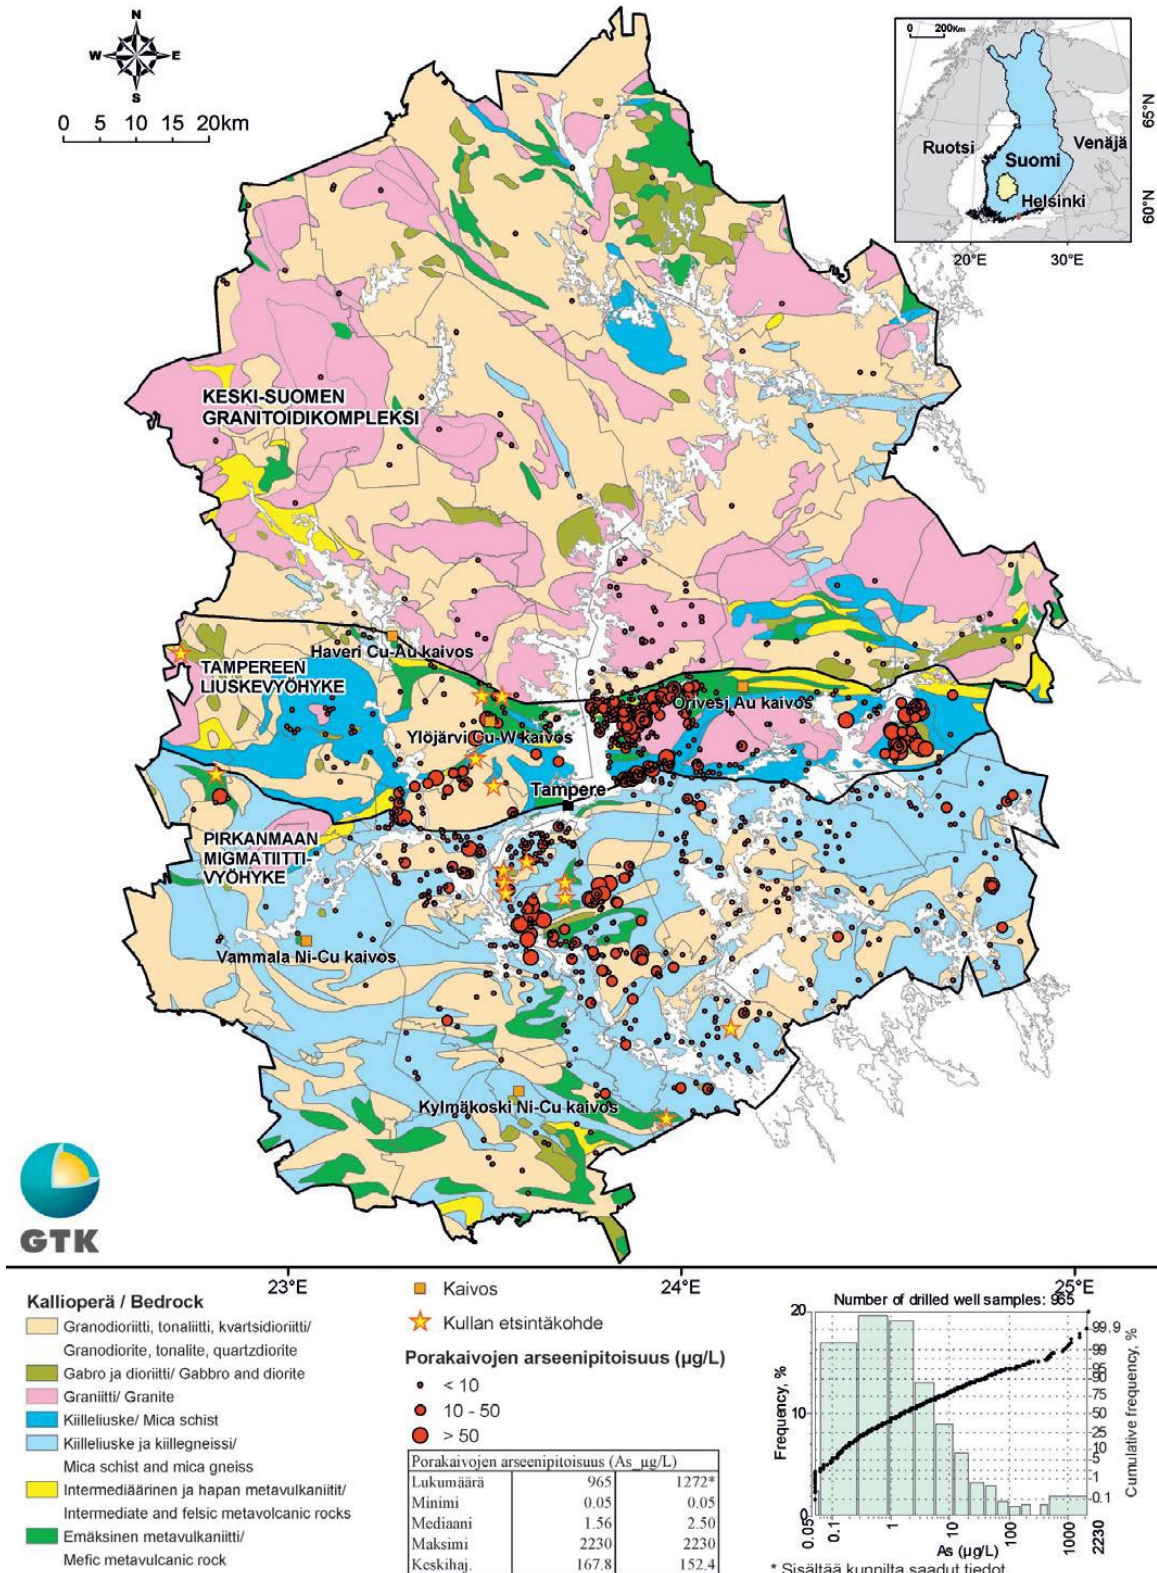 N
W E
S
0 5 10 15 20km
0 200Km
65°N
Ruotsi
Venäjä
Suomi
Helsinki
60°N
20°E 30°E
KESKI-SUOMEN
GRANITOIDIKOMPLEKSI
Haveri Cu-Au kaivos
TAMPEREEN
LIUSKEVYÖHYKE
Orivesi Au kaivos
Ylöjärvi Cu-W kaivos
Tampere
PIRKANMAAN
MIGMATIITTI-
VYÖHYKE
Vammala Ni-Cu kaivos
Kylmäkoski Ni-Cu kaivos
GTK
23°E 24°E 25°E
Kallioperä / Bedrock
Granodioriitti, tonaliitti, kvartsidioriitti/
Granodiorite, tonalite, quartzdiorite
Gabro ja dioriitti/ Gabbro and diorite
Graniitti/ Granite
Kiilleliuske/ Mica schist
Kiilleliuske ja kiillegneissi/
Mica schist and mica gneiss
Intermediäärinen ja hapan metavulkaniitit/
Intermediate and felsic metavolcanic rocks
Emäksinen metavulkaniitti/
Mefic metavulcanic rock
Kaivos
Kullan etsintäkohde
Porakaivojen arseenipitoisuus (µg/L)
< 10
10 - 50
> 50
Porakaivojen arseenipitoisuus (As_µg/L)
Lukumäärä 965 1272*
Minimi 0.05 0.05
Mediaani 1.56 2.50
Maksimi 2230 2230
Keskihaj. 167.8 152.4
Number of drilled well samples: 965
20
10
0
Frequency, %
99.9
99
95
90
75
50
25
10
5
1
0.1
Cumulative frequency, %
0.05 0.1 1 10 100 1000 2230
As (µg/L)
* Sisältää kunnilta saadut tiedot